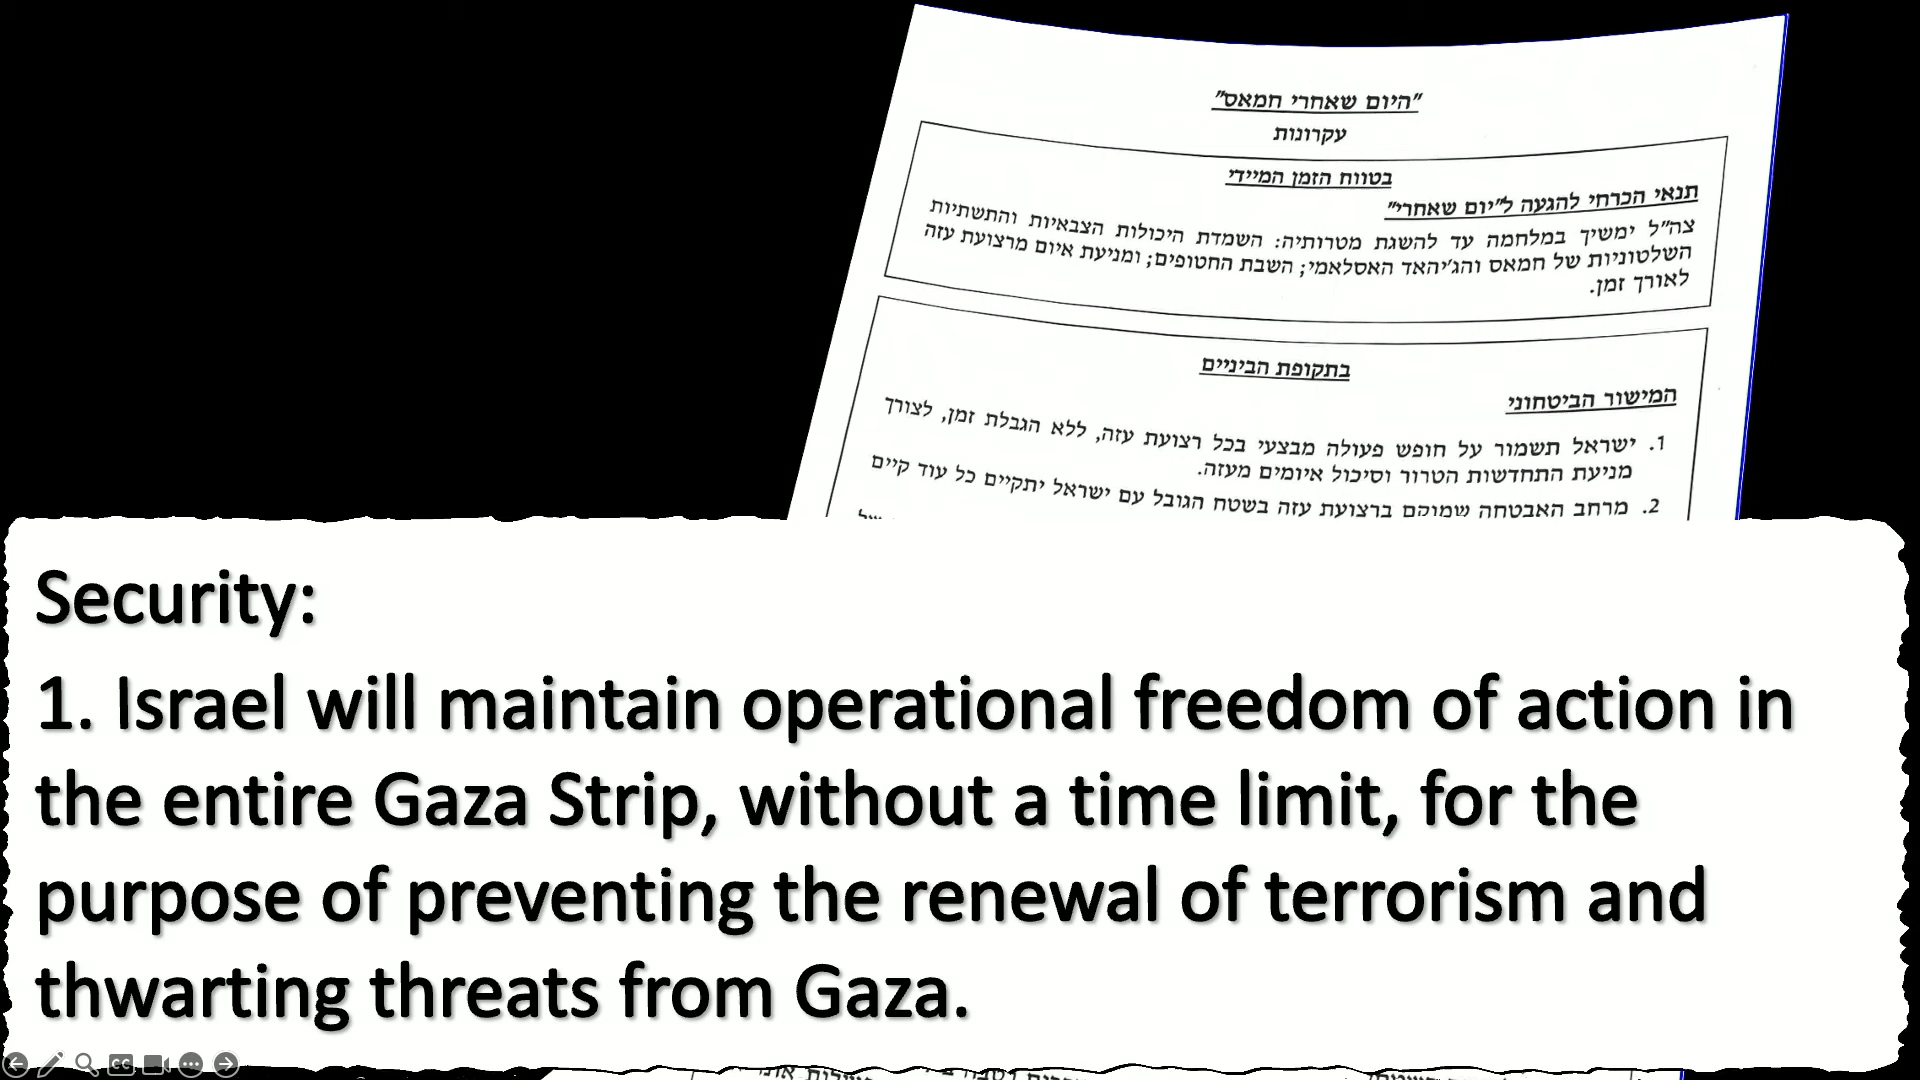 "היום שאחרי חמאס"
עקרונות
בטווח הזמן המיידי
תנאי הכרחי להגעה ל"יום שאחרי"
צה"ל ימשיך במלחמה עד להשגת מטרותיה: השמדת היכולות הצבאיות והתשתיות
השלטוניות של חמאס והג'יהאד האסלאמי; השבת החטופים; ומניעת איום מרצועת עזה
לאורך זמן.
בתקופת הביניים
המישור הביטחוני
1. ישראל תשמור על חופש פעולה מבצעי בכל רצועת עזה, ללא הגבלת זמן, לצורך
מניעת התחדשות הטרור וסיכול איומים מעזה.
2. מרחב האבטחה שמוקם ברצועת עזה בשטח הגובל עם ישראל יתקיים כל עוד קיים
Security:
1. Israel will maintain operational freedom of action in
the entire Gaza Strip, without a time limit, for the
purpose of preventing the renewal of terrorism and
thwarting threats from Gaza.
CC